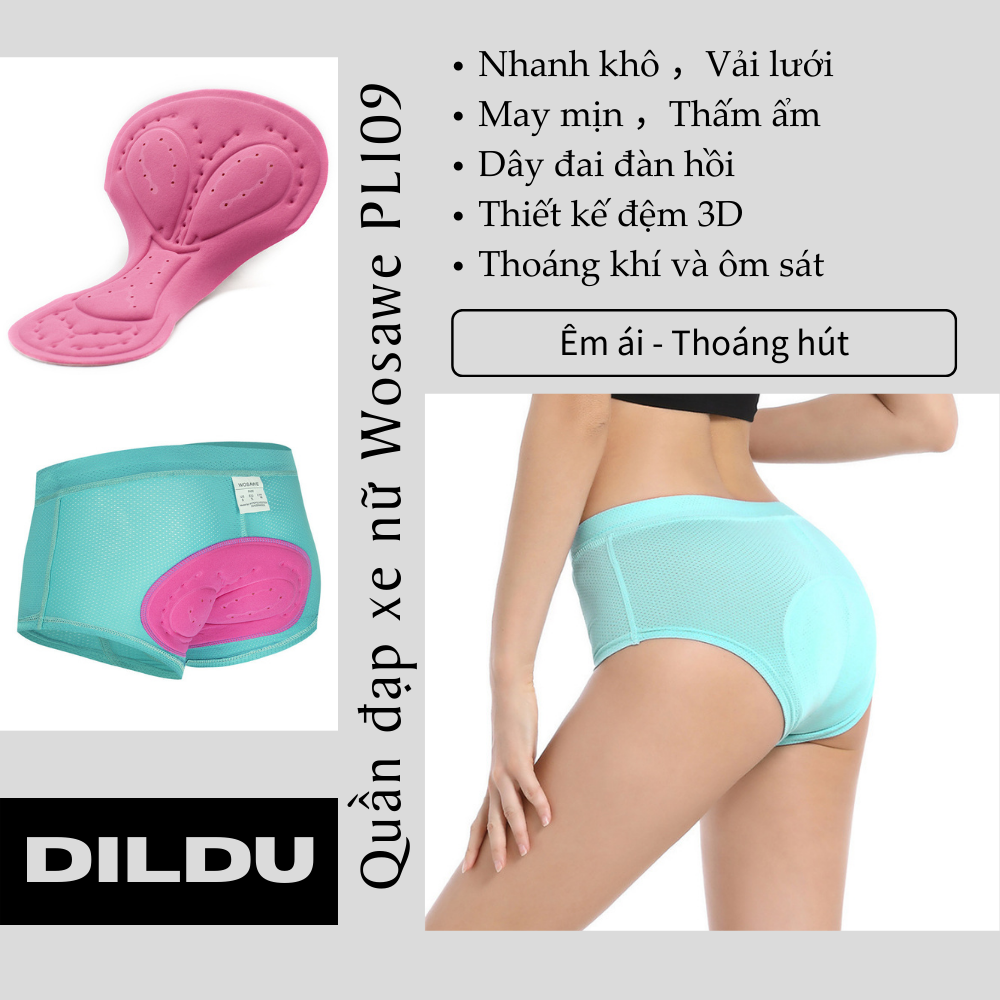 • Nhanh khô , Vải lưới
• May mịn , Thấm ẩm
• Dây đai đàn hồi
• Thiết kế đệm 3D
• Thoáng khí và ôm sát
Êm ái - Thoáng hút
Quần đạp xe nữ Wosawe PLI09
WOSAWE
DILDU